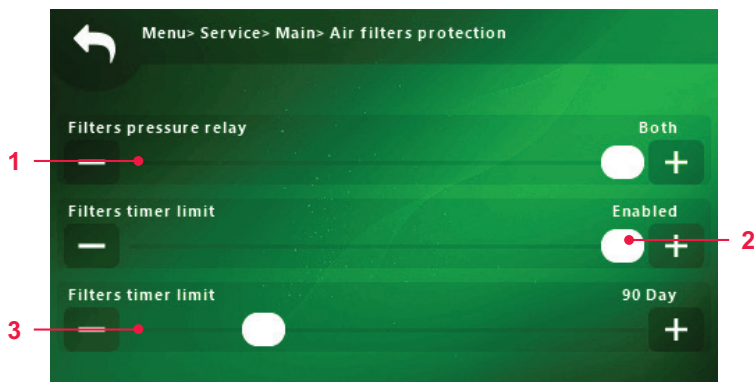 Menu> Service> Main> Air filters protection
Filters pressure relay Both
1
Filters timer limit Enabled
2
Filters timer limit 90 Day
3